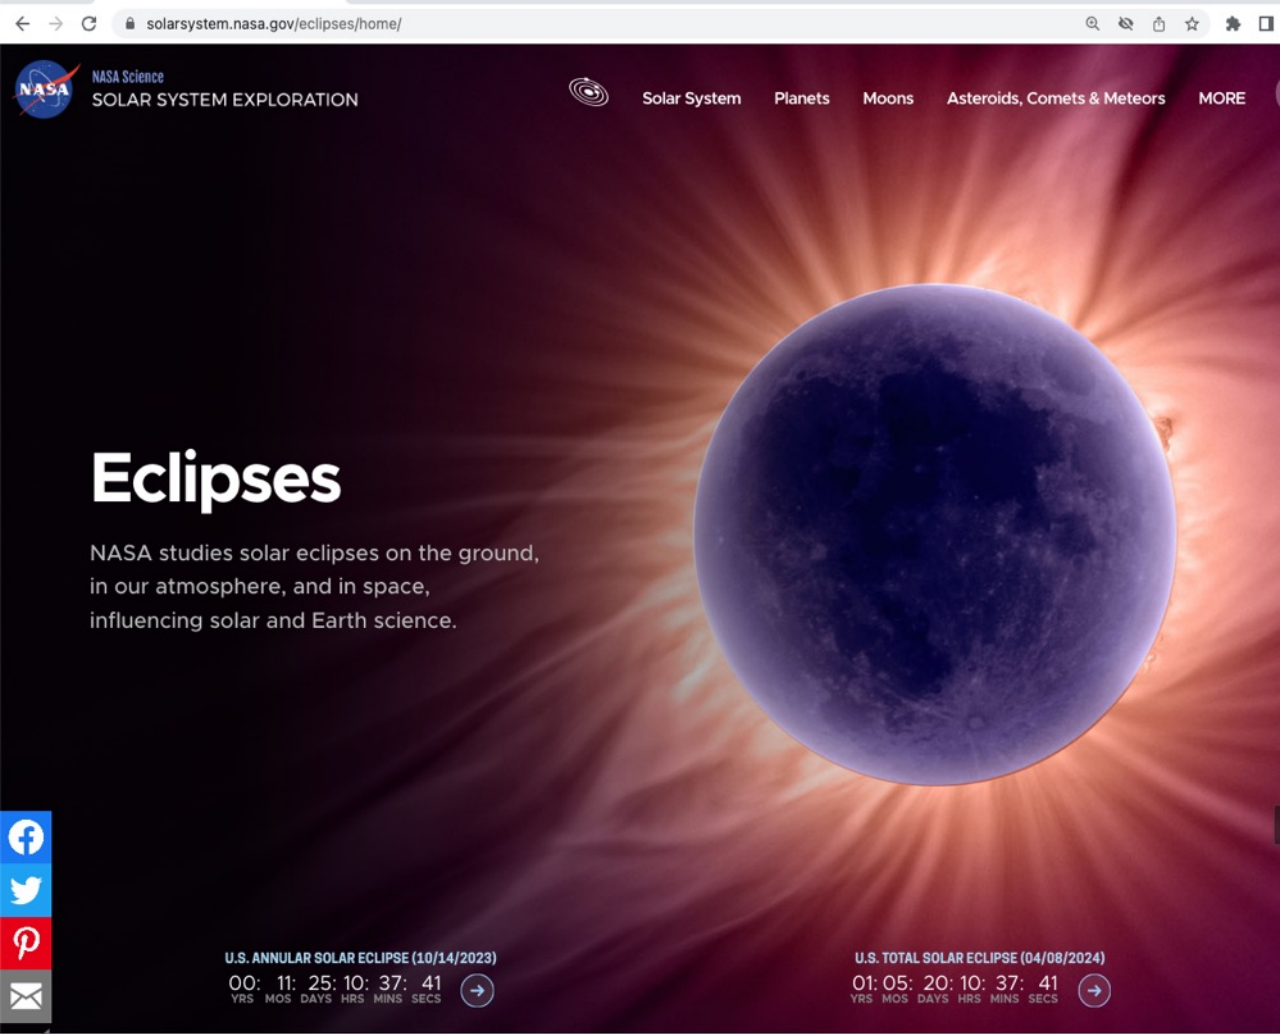 solarsystem.nasa.gov/eclipses/home/
NASA
NASA Science
SOLAR SYSTEM EXPLORATION
Solar System Planets Moons Asteroids, Comets & Meteors MORE
Eclipses
NASA studies solar eclipses on the ground,
in our atmosphere, and in space,
influencing solar and Earth science.
U.S. ANNULAR SOLAR ECLIPSE (10/14/2023)
00: 11: 25: 10: 37: 41
YRS MOS DAYS HRS MINS SECS
U.S. TOTAL SOLAR ECLIPSE (04/08/2024)
01: 05: 20: 10: 37: 41
YRS MOS DAYS HRS MINS SECS